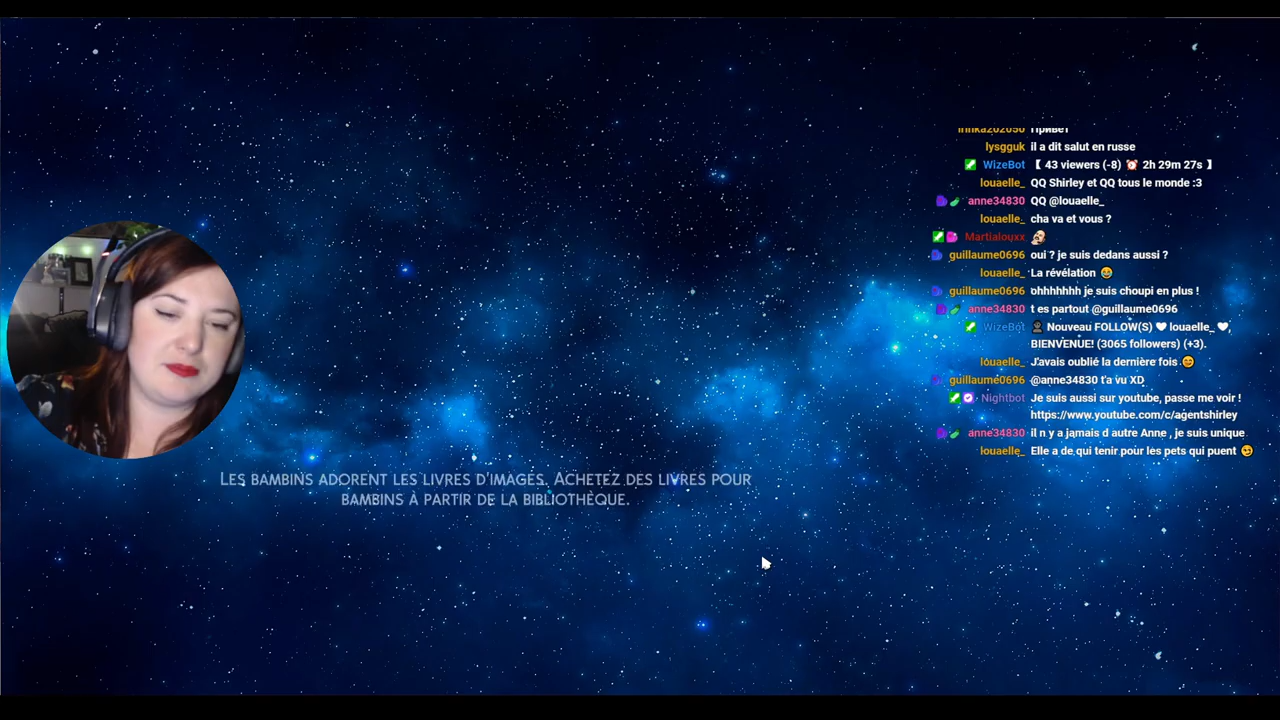 Привет
lysgguk il a dit salut en russe
WizeBot 【 43 viewers (-8) ⏰ 2h 29m 27s 】
louaelle_ QQ Shirley et QQ tous le monde :3
anne34830 QQ @louaelle_
louaelle_ cha va et vous ?
Martialouxx
guillaume0696 oui ? je suis dedans aussi ?
louaelle_ La révélation 😂
guillaume0696 ohhhhhhh je suis choupi en plus !
anne34830 t es partout @guillaume0696
WizeBot Nouveau FOLLOW(S) 🤍 louaelle_ 🤍,
BIENVENUE! (3065 followers) (+3).
louaelle_ J'avais oublié la dernière fois 😊
guillaume0696 @anne34830 t'a vu XD
Nightbot Je suis aussi sur youtube, passe me voir !
https://www.youtube.com/c/agentshirley
anne34830 il n y a jamais d autre Anne , je suis unique
louaelle_ Elle a de qui tenir pour les pets qui puent 😏
LES BAMBINS ADORENT LES LIVRES D'IMAGES. ACHETEZ DES LIVRES POUR
BAMBINS À PARTIR DE LA BIBLIOTHÈQUE.